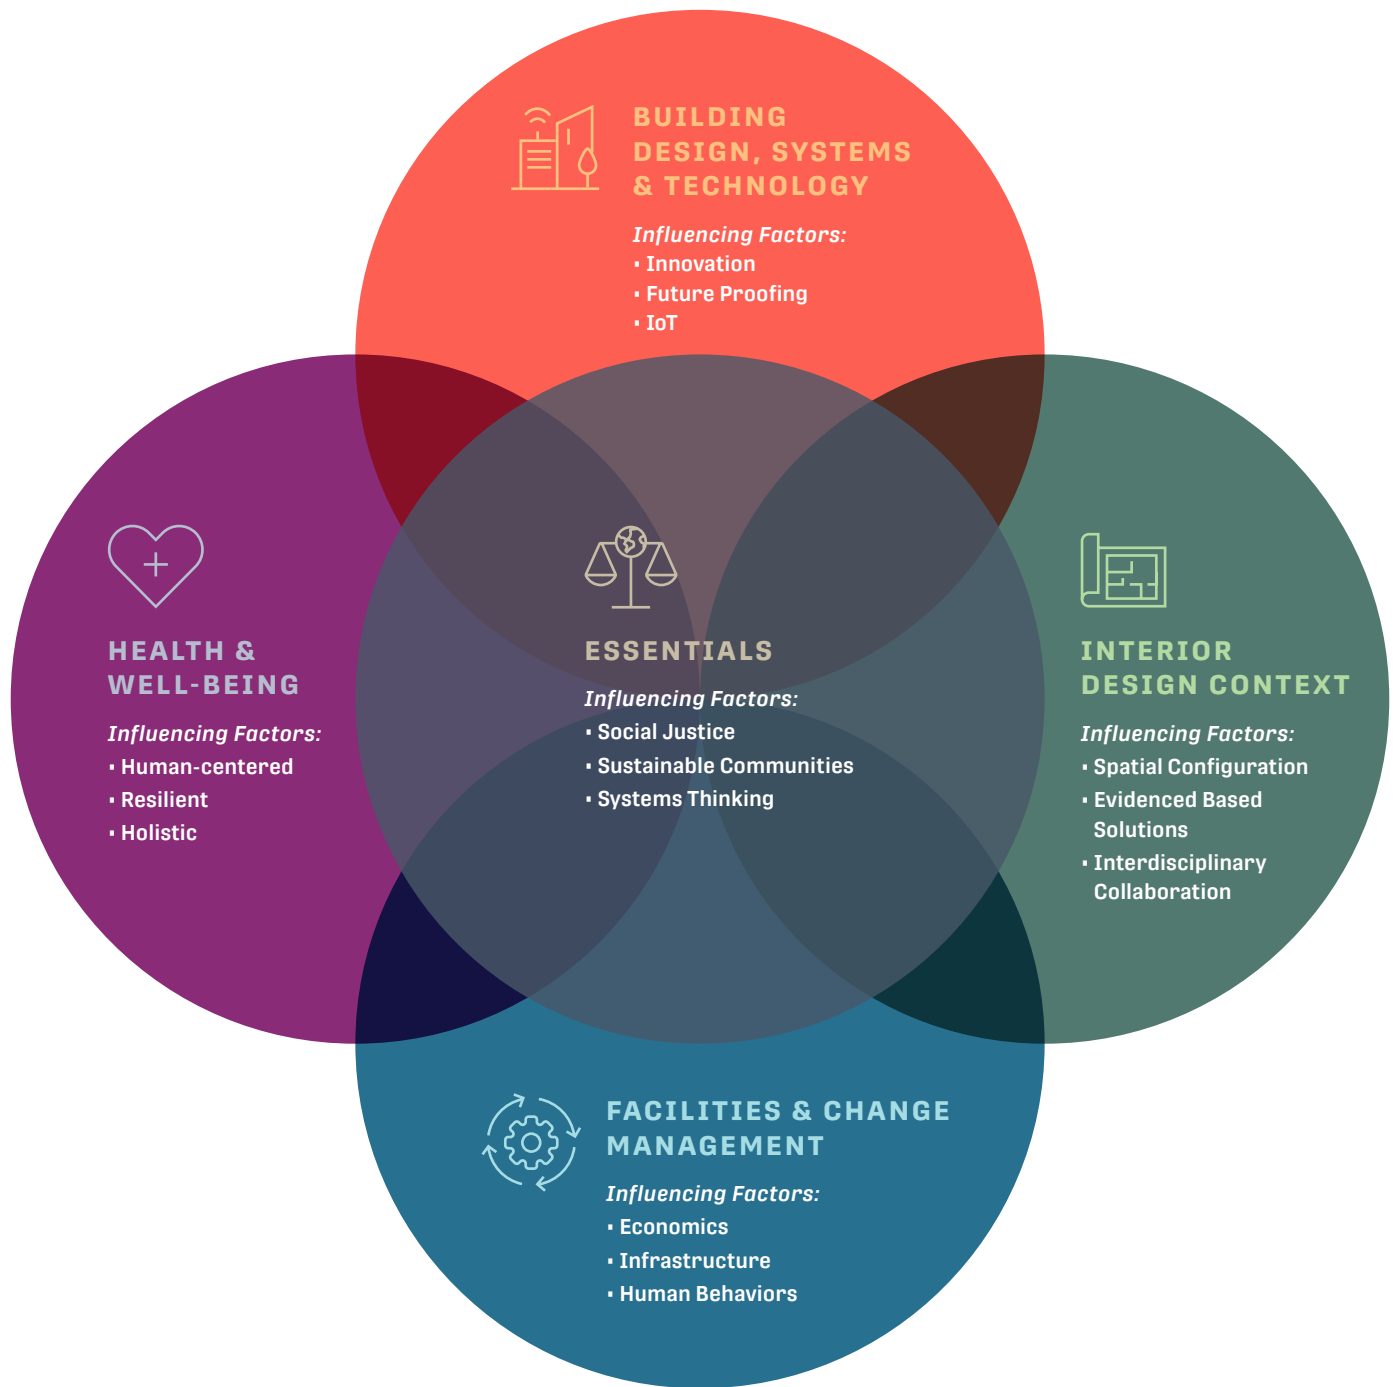 BUILDING
DESIGN, SYSTEMS
& TECHNOLOGY
Influencing Factors:
▪ Innovation
▪ Future Proofing
▪ IoT
HEALTH &
WELL-BEING
Influencing Factors:
▪ Human-centered
▪ Resilient
▪ Holistic
ESSENTIALS
Influencing Factors:
▪ Social Justice
▪ Sustainable Communities
▪ Systems Thinking
INTERIOR
DESIGN CONTEXT
Influencing Factors:
▪ Spatial Configuration
▪ Evidenced Based
Solutions
▪ Interdisciplinary
Collaboration
FACILITIES & CHANGE
MANAGEMENT
Influencing Factors:
▪ Economics
▪ Infrastructure
▪ Human Behaviors